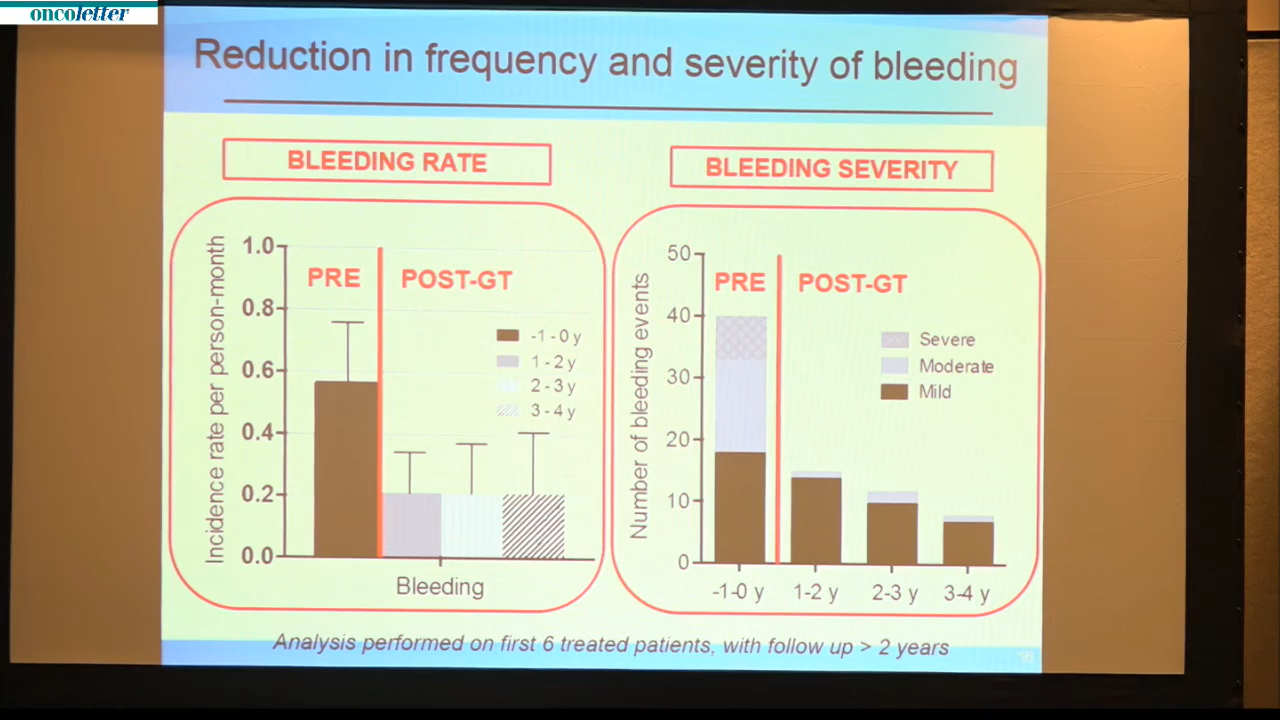 oncoletter
Reduction in frequency and severity of bleeding
BLEEDING RATE
Incidence rate per person-month
1.0
0.8
0.6
0.4
0.2
0.0
PRE
POST-GT
-1 - 0 y
1 - 2 y
2 - 3 y
3 - 4 y
Bleeding
BLEEDING SEVERITY
Number of bleeding events
50
40
30
20
10
0
PRE
POST-GT
Severe
Moderate
Mild
-1-0 y
1-2 y
2-3 y
3-4 y
Analysis performed on first 6 treated patients, with follow up > 2 years